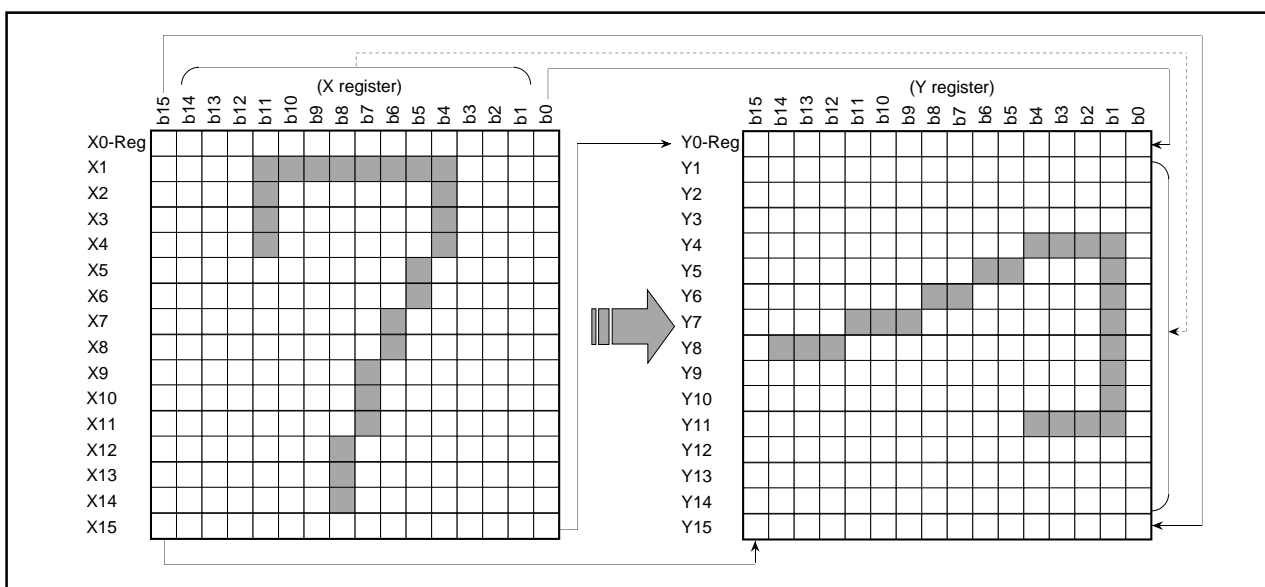 (X register)
(Y register)
b15 b14 b13 b12 b11 b10 b9 b8 b7 b6 b5 b4 b3 b2 b1 b0
b15 b14 b13 b12 b11 b10 b9 b8 b7 b6 b5 b4 b3 b2 b1 b0
X0-Reg
X1
X2
X3
X4
X5
X6
X7
X8
X9
X10
X11
X12
X13
X14
X15
Y0-Reg
Y1
Y2
Y3
Y4
Y5
Y6
Y7
Y8
Y9
Y10
Y11
Y12
Y13
Y14
Y15